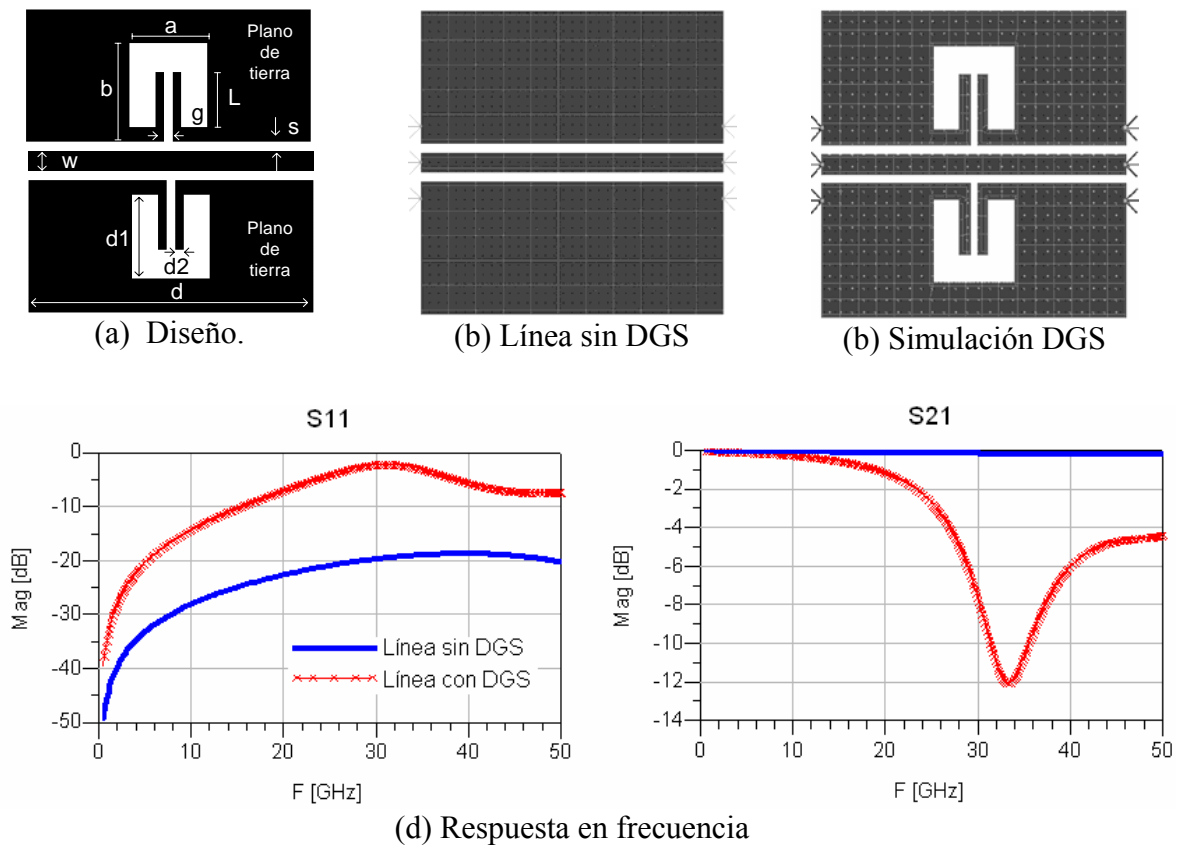 a
Plano
de
tierra
b
L
g
s
w
d1
d2
Plano
de
tierra
d
(a) Diseño.
(b) Línea sin DGS
(b) Simulación DGS
S11
Mag [dB]
0
-10
-20
-30
-40
-50
Línea sin DGS
Línea con DGS
0 10 20 30 40 50
F [GHz]
S21
Mag [dB]
0
-2
-4
-6
-8
-10
-12
-14
0 10 20 30 40 50
F [GHz]
(d) Respuesta en frecuencia